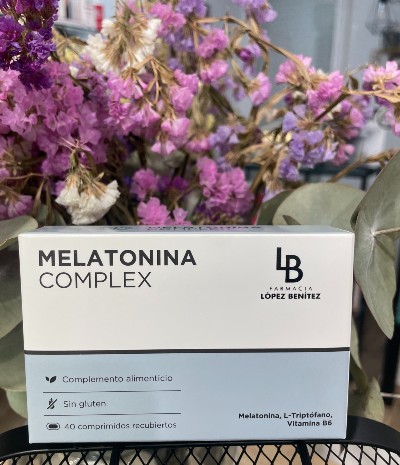 MELATONINA
COMPLEX
LB
FARMACIA
LÓPEZ BENÍTEZ
Complemento alimenticio
Sin gluten
40 comprimidos recubiertos
Melatonina, L-Triptófano,
Vitamina B6